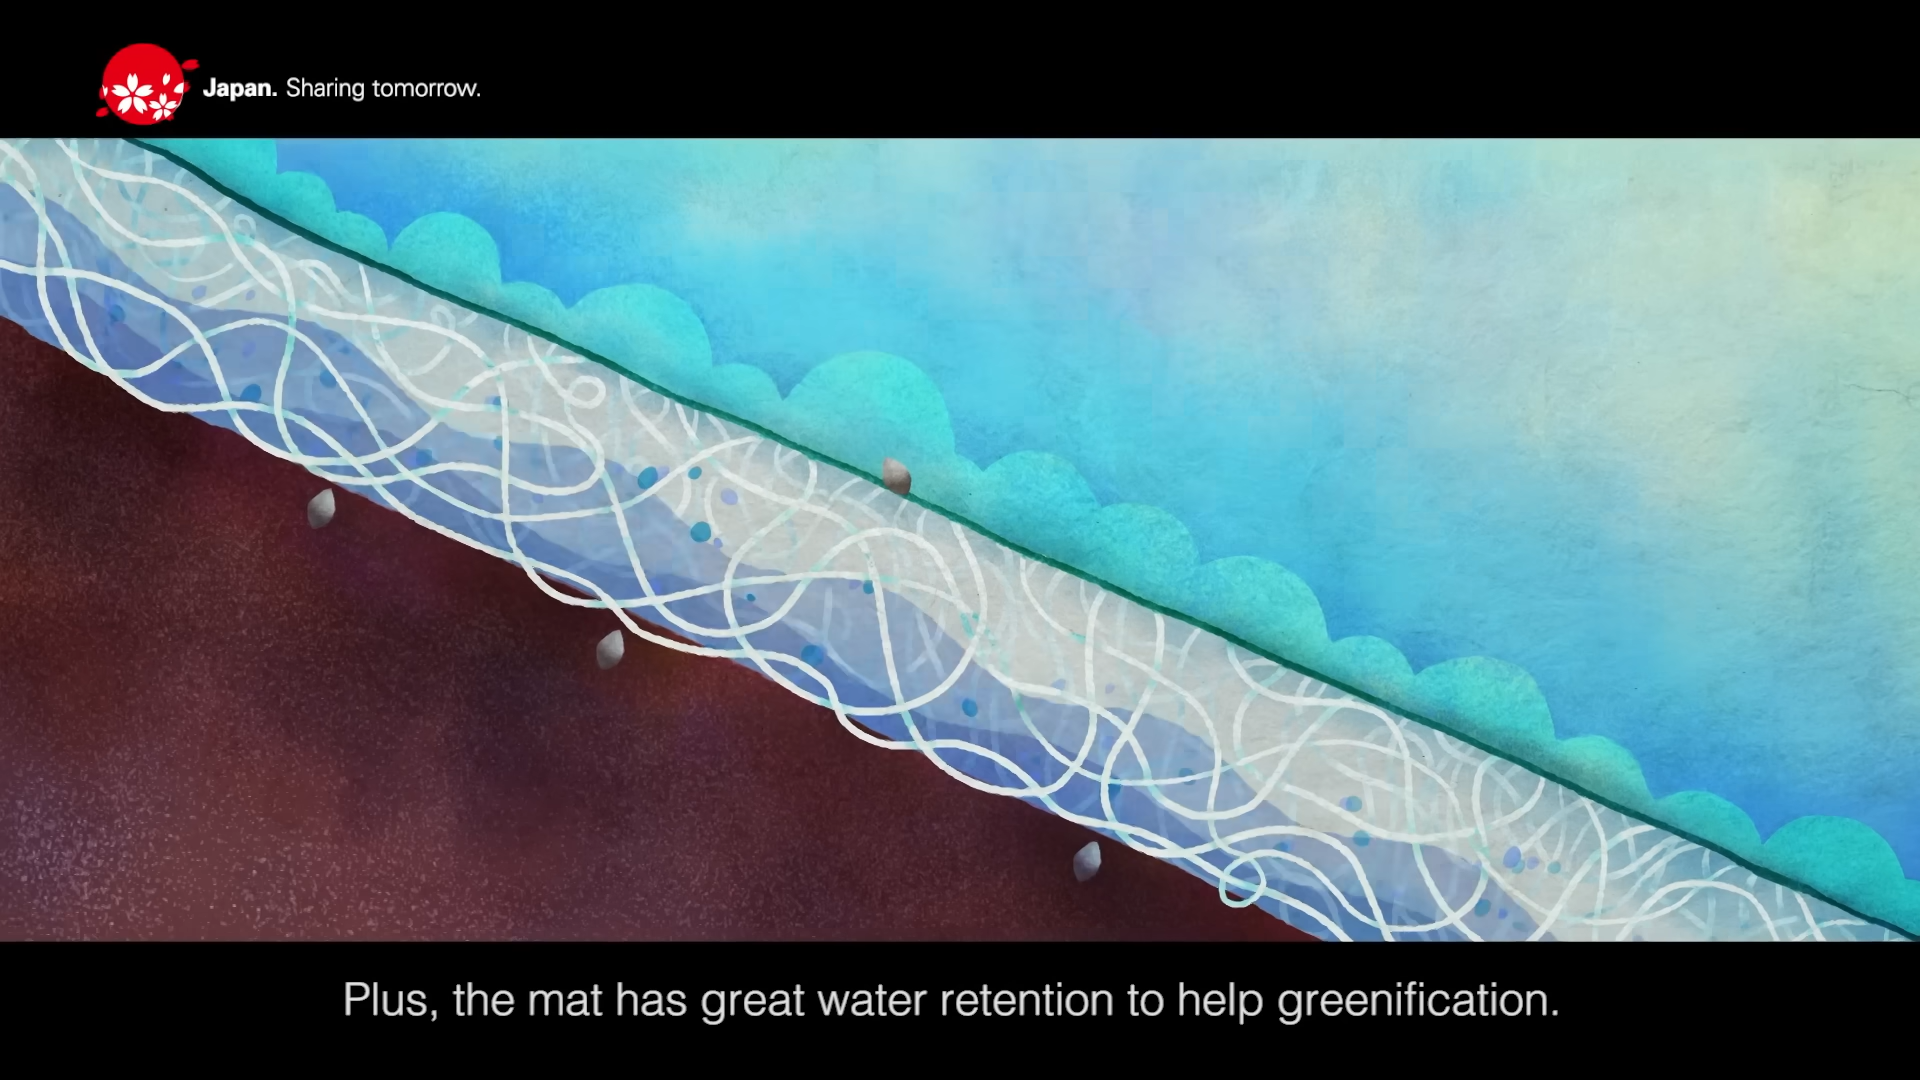 Japan. Sharing tomorrow.
Plus, the mat has great water retention to help greenification.